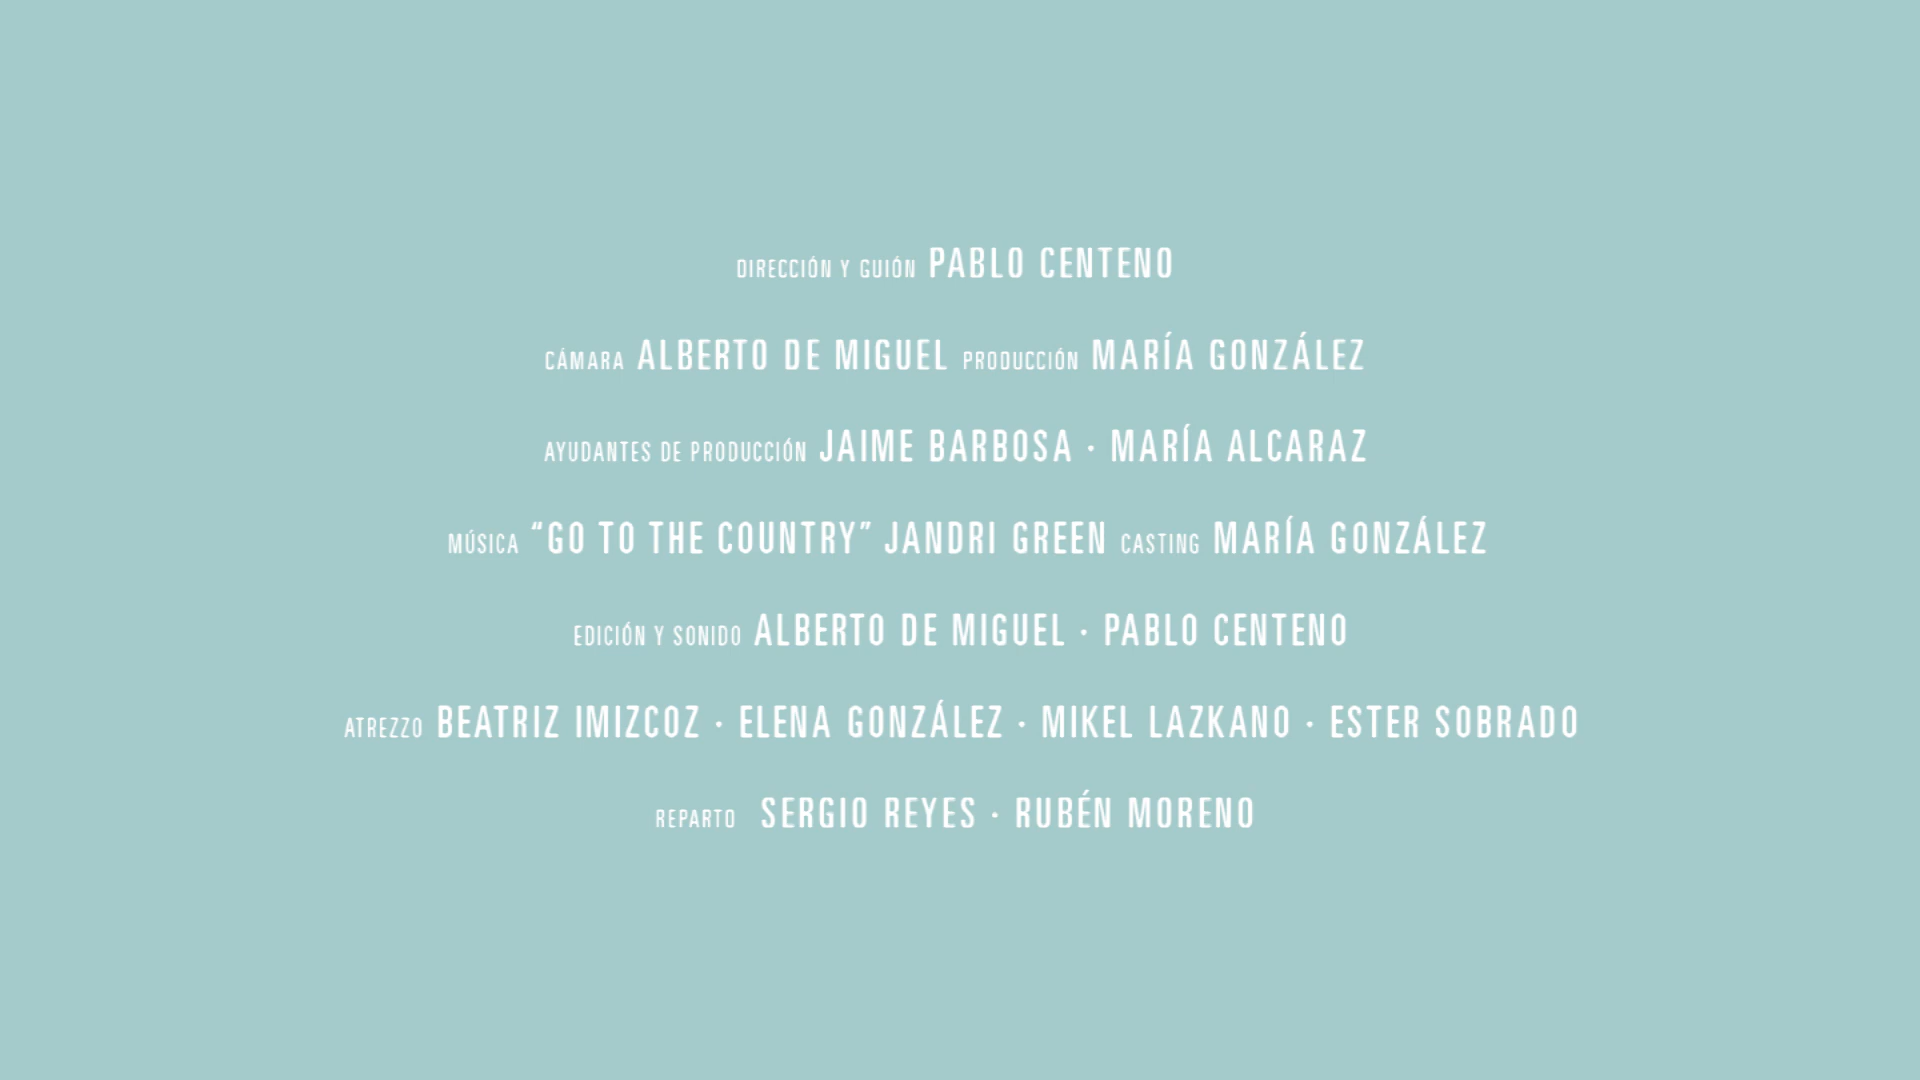 DIRECCIÓN Y GUIÓN PABLO CENTENO
CÁMARA ALBERTO DE MIGUEL PRODUCCIÓN MARÍA GONZÁLEZ
AYUDANTES DE PRODUCCIÓN JAIME BARBOSA · MARÍA ALCARAZ
MÚSICA “GO TO THE COUNTRY” JANDRI GREEN CASTING MARÍA GONZÁLEZ
EDICIÓN Y SONIDO ALBERTO DE MIGUEL · PABLO CENTENO
ATREZZO BEATRIZ IMIZCOZ · ELENA GONZÁLEZ · MIKEL LAZKANO · ESTER SOBRADO
REPARTO SERGIO REYES · RUBÉN MORENO